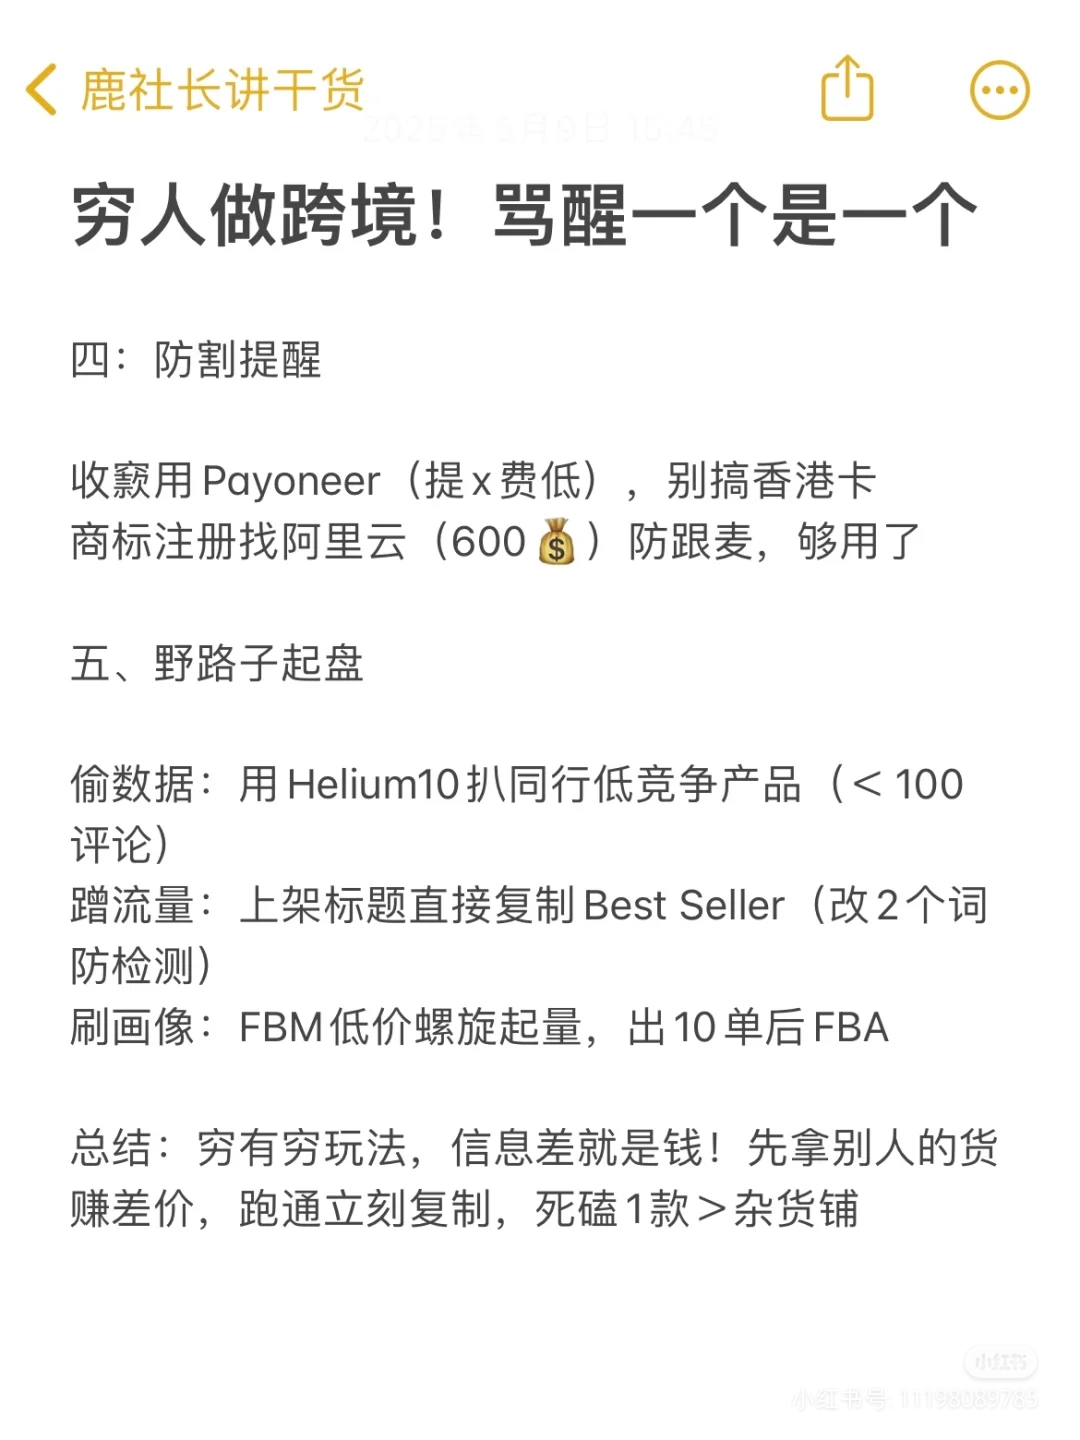 鹿社长讲干货
2025年5月9日 15:45
穷人做跨境！骂醒一个是一个
四：防割提醒
收窽用Payoneer（提x费低），别搞香港卡
商标注册找阿里云（600💰）防跟麦，够用了
五、野路子起盘
偷数据：用Helium10扒同行低竞争产品（＜100
评论）
蹭流量：上架标题直接复制Best Seller（改2个词
防检测）
刷画像：FBM低价螺旋起量，出10单后FBA
总结：穷有穷玩法，信息差就是钱！先拿别人的货
赚差价，跑通立刻复制，死磕1款＞杂货铺
小红书
小红书号: 11198089785